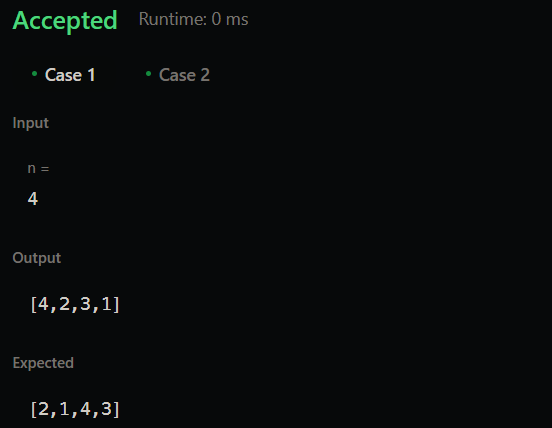 Accepted Runtime: 0 ms
• Case 1 • Case 2
Input
n =
4
Output
[4,2,3,1]
Expected
[2,1,4,3]